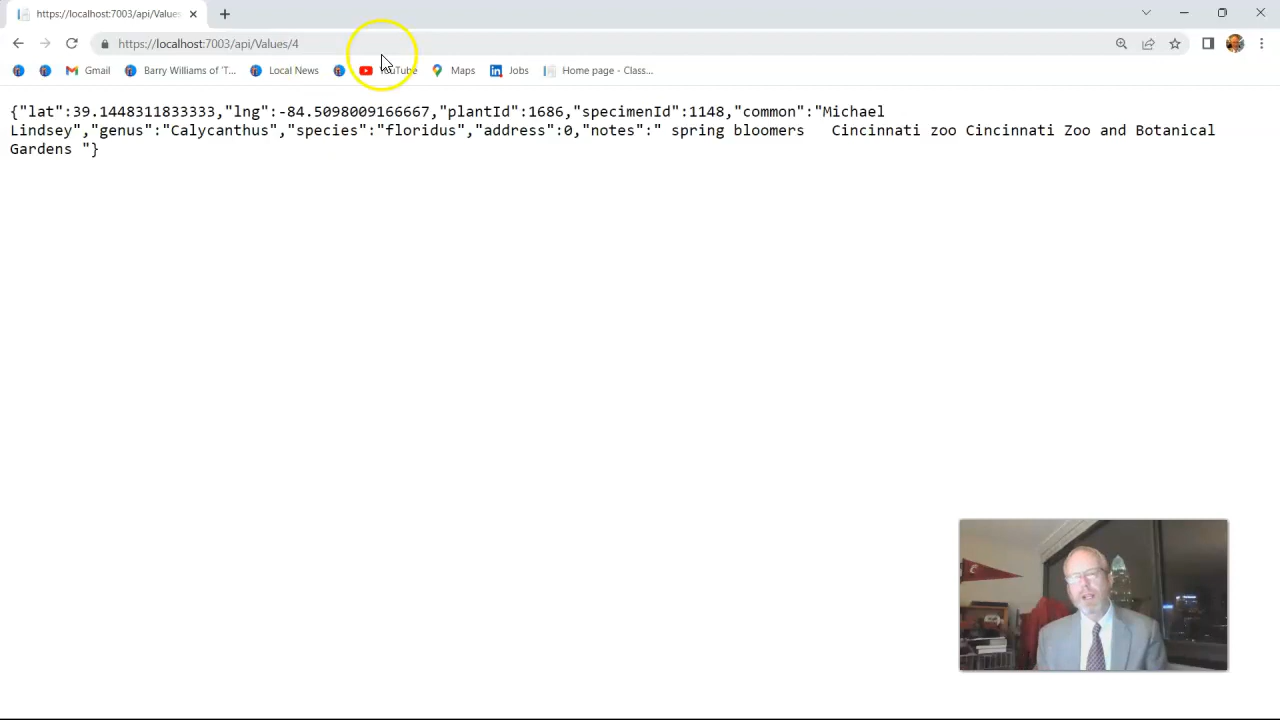 https://localhost:7003/api/Values
https://localhost:7003/api/Values/4
Gmail
Barry Williams of 'T...
Local News
YouTube
Maps
Jobs
Home page - Class...
{"lat":39.1448311833333,"lng":-84.5098009166667,"plantId":1686,"specimenId":1148,"common":"Michael
Lindsey","genus":"Calycanthus","species":"floridus","address":0,"notes":" spring bloomers   Cincinnati zoo Cincinnati Zoo and Botanical
Gardens "}